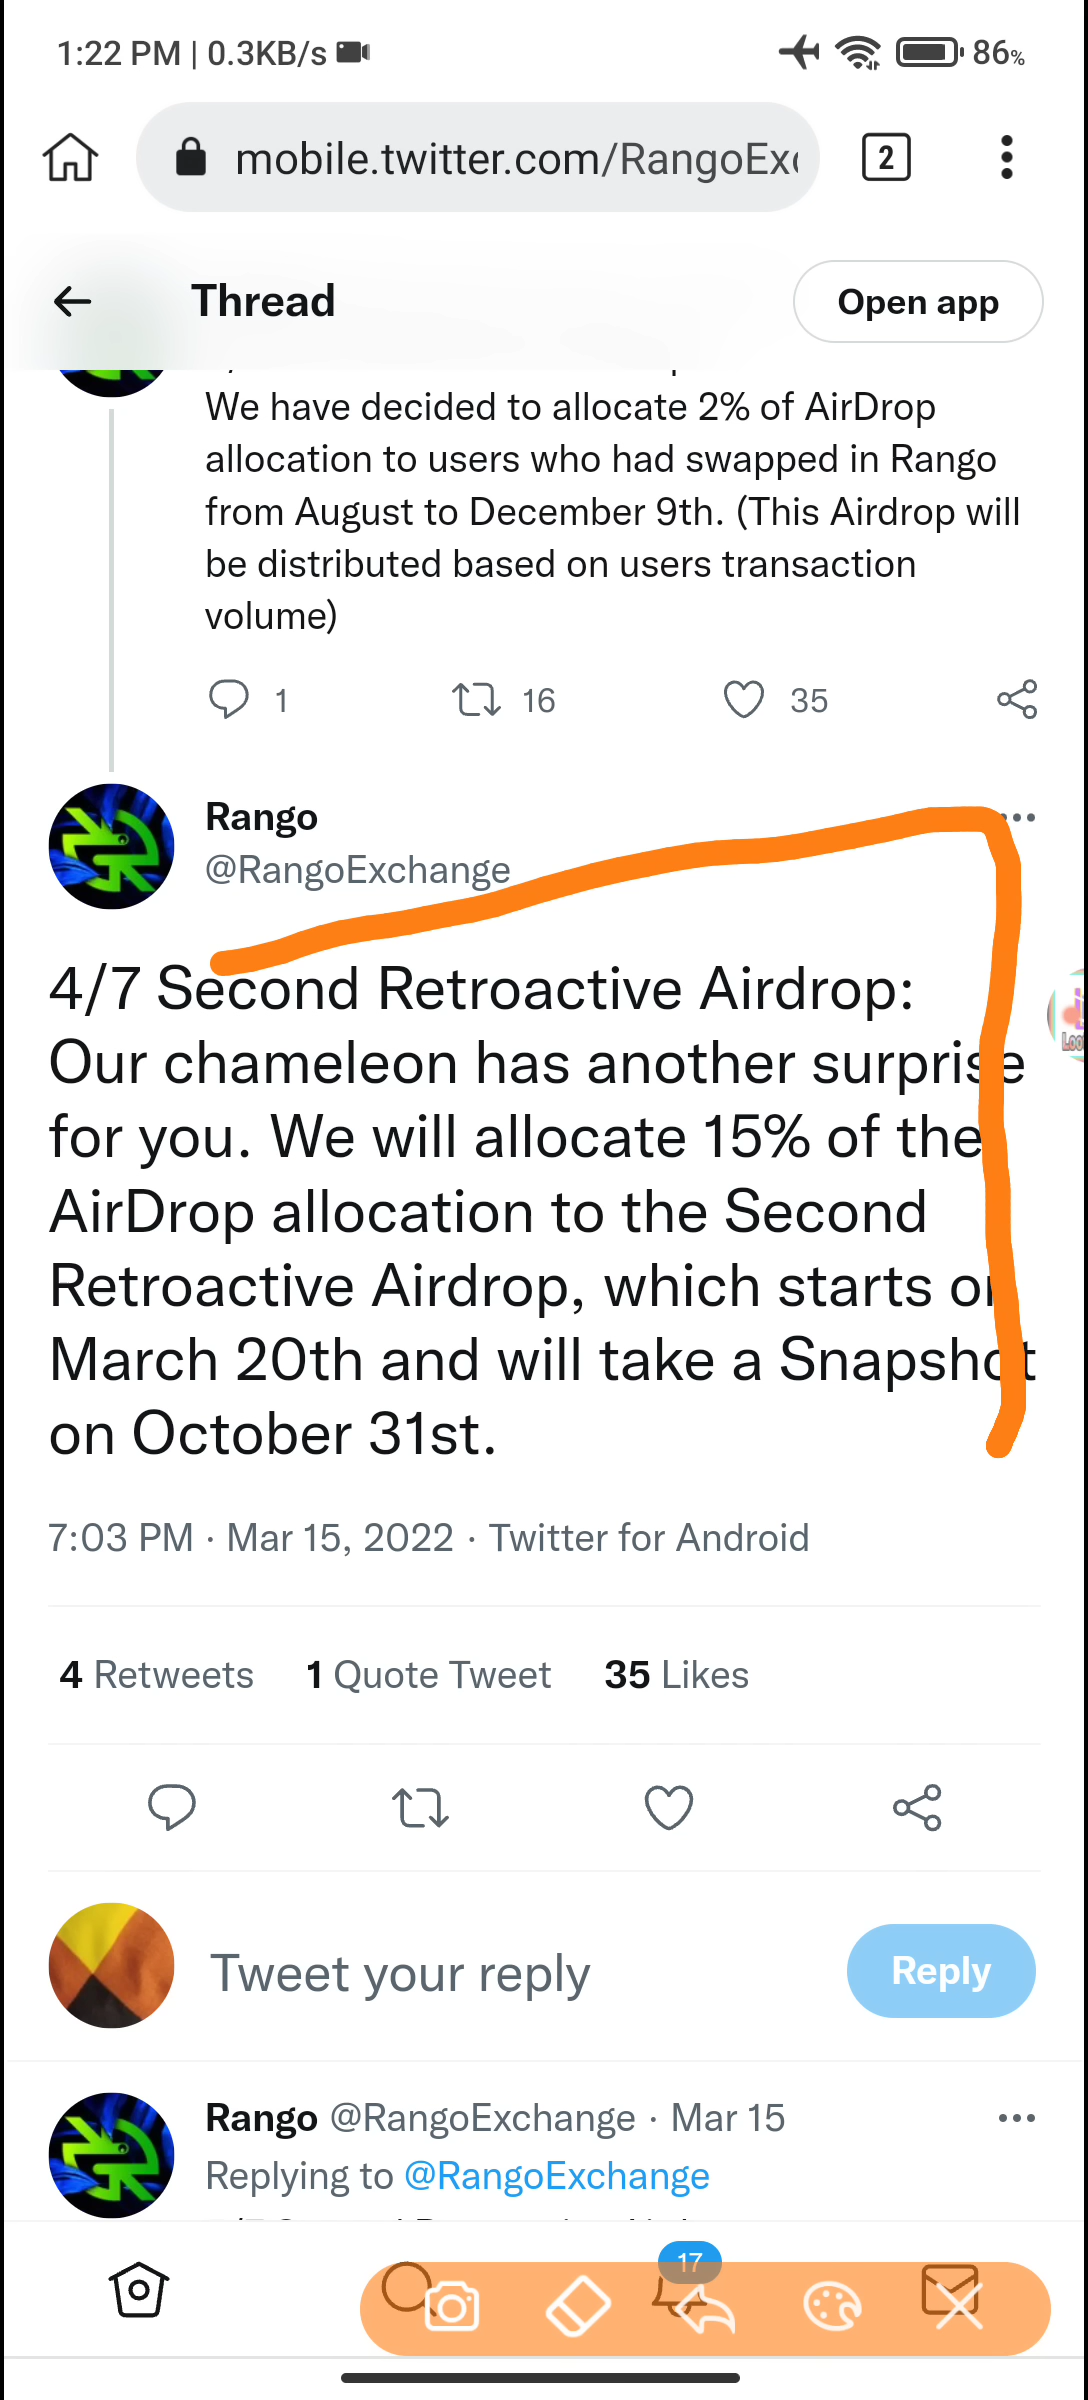 1:22 PM | 0.3KB/s 86%
mobile.twitter.com/RangoEx
2
Thread
Open app
We have decided to allocate 2% of AirDrop
allocation to users who had swapped in Rango
from August to December 9th. (This Airdrop will
be distributed based on users transaction
volume)
1 16 35
Rango
@RangoExchange
4/7 Second Retroactive Airdrop:
Our chameleon has another surprise
for you. We will allocate 15% of the
AirDrop allocation to the Second
Retroactive Airdrop, which starts on
March 20th and will take a Snapshot
on October 31st.
7:03 PM · Mar 15, 2022 · Twitter for Android
4 Retweets 1 Quote Tweet 35 Likes
Tweet your reply
Reply
Rango @RangoExchange · Mar 15
Replying to @RangoExchange
17